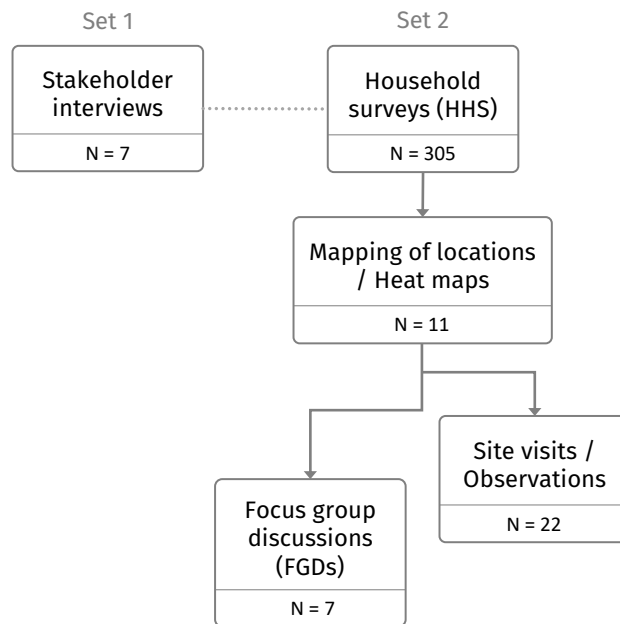 Set 1
Set 2
Stakeholder
interviews
N = 7
Household
surveys (HHS)
N = 305
Mapping of locations
/ Heat maps
N = 11
Site visits /
Observations
N = 22
Focus group
discussions
(FGDs)
N = 7